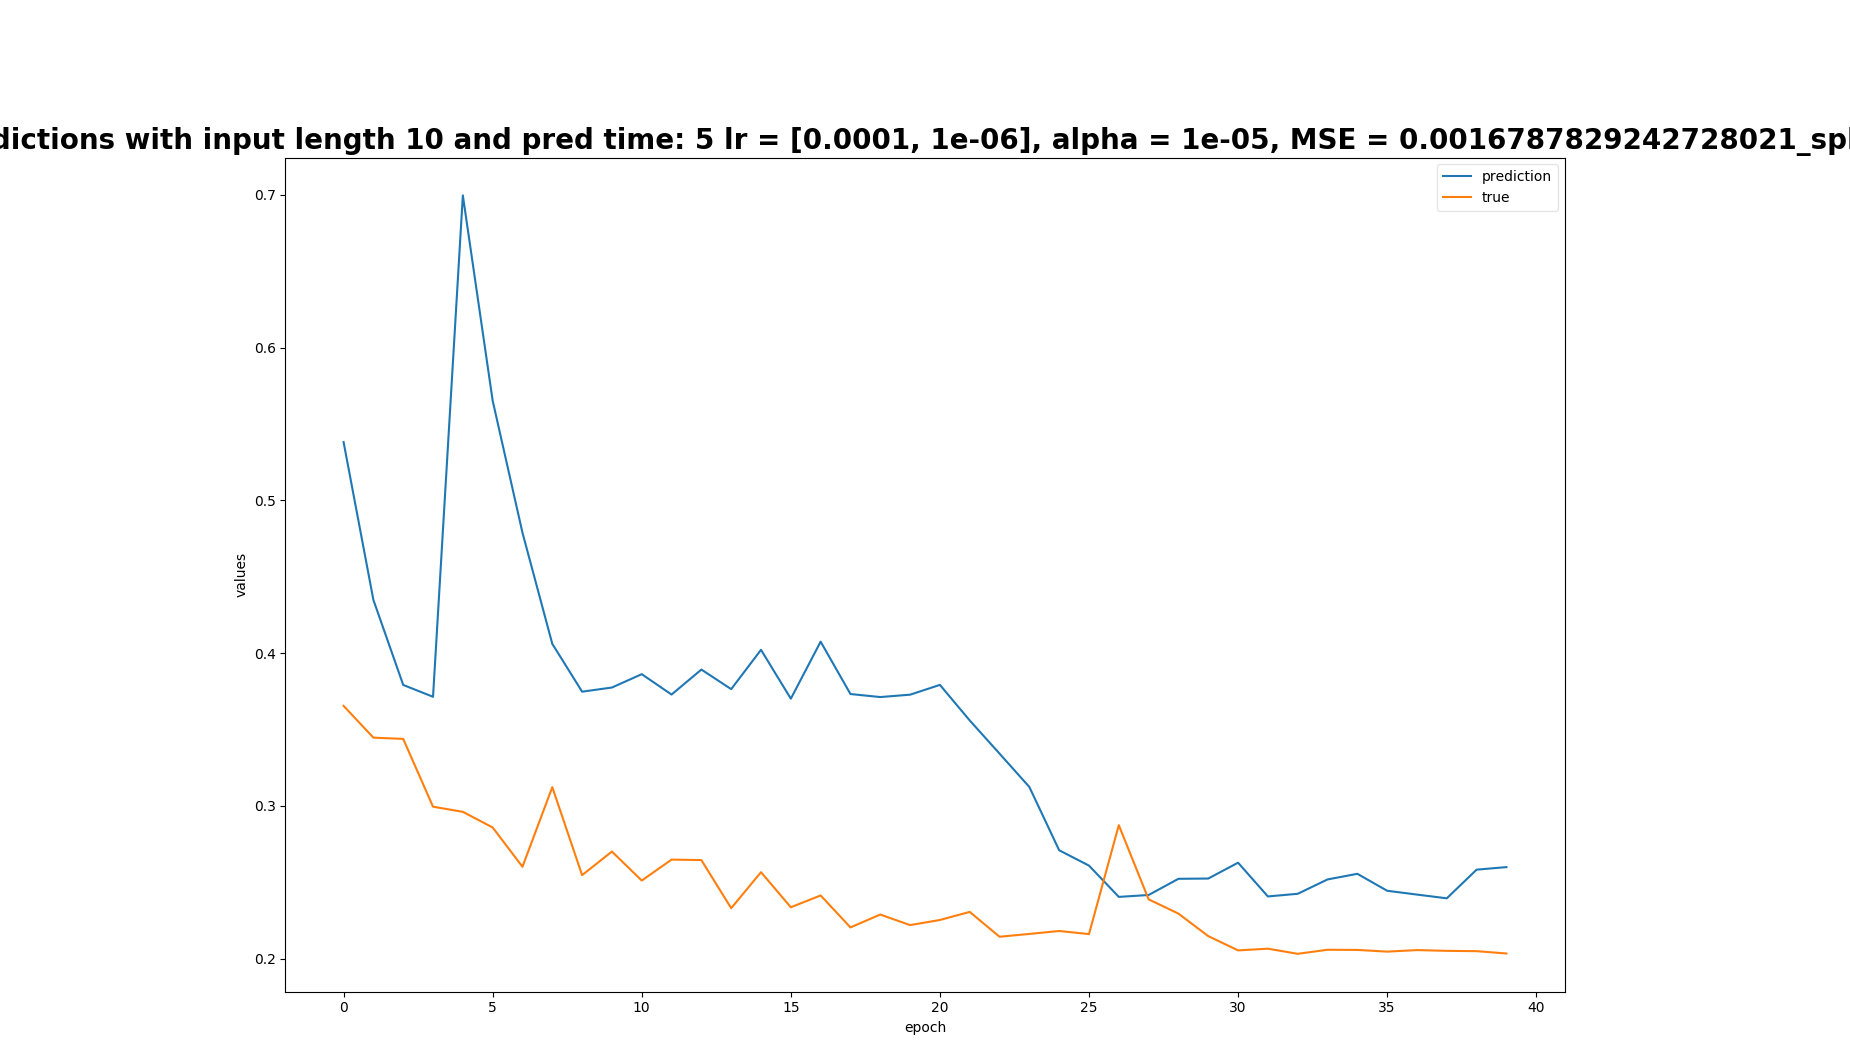 dictions with input length 10 and pred time: 5 lr = [0.0001, 1e-06], alpha = 1e-05, MSE = 0.0016787829242728021_spl
prediction
true
0.7
0.6
0.5
0.4
0.3
0.2
values
0 5 10 15 20 25 30 35 40
epoch